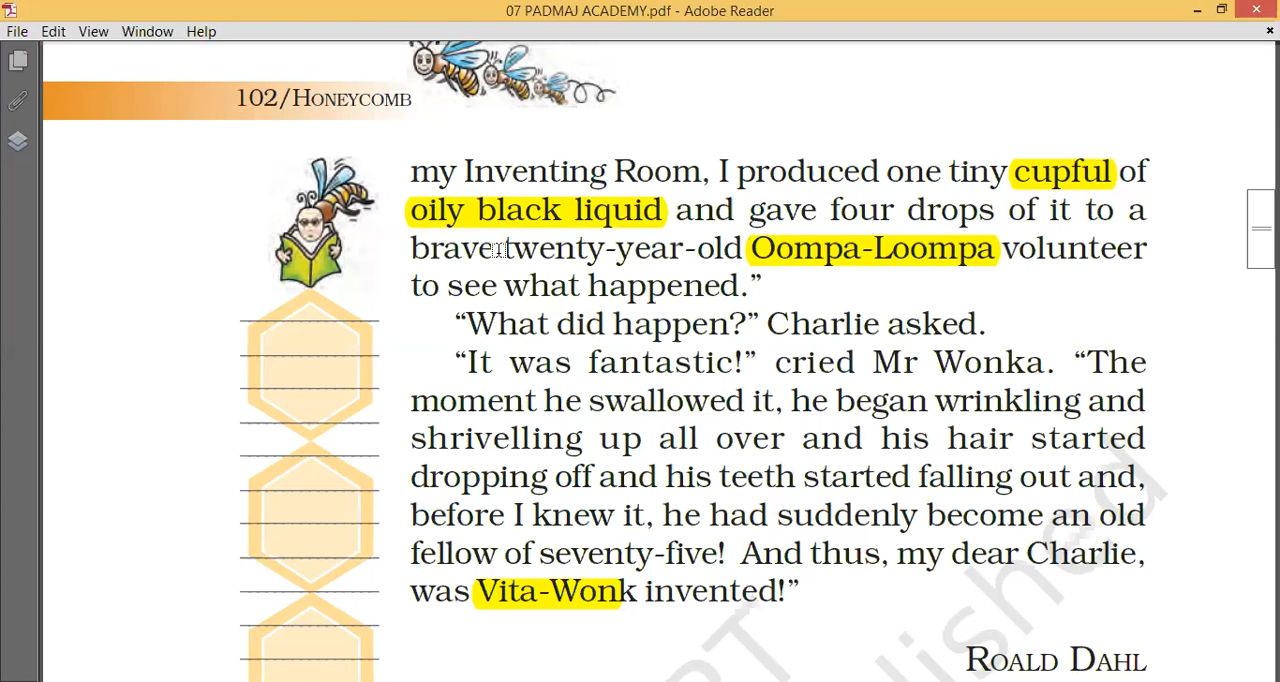 07 PADMAJ ACADEMY.pdf - Adobe Reader
File Edit View Window Help
102/HONEYCOMB
my Inventing Room, I produced one tiny cupful of
oily black liquid and gave four drops of it to a
brave twenty-year-old Oompa-Loompa volunteer
to see what happened.”
“What did happen?” Charlie asked.
“It was fantastic!” cried Mr Wonka. “The
moment he swallowed it, he began wrinkling and
shrivelling up all over and his hair started
dropping off and his teeth started falling out and,
before I knew it, he had suddenly become an old
fellow of seventy-five! And thus, my dear Charlie,
was Vita-Wonk invented!”
ROALD DAHL